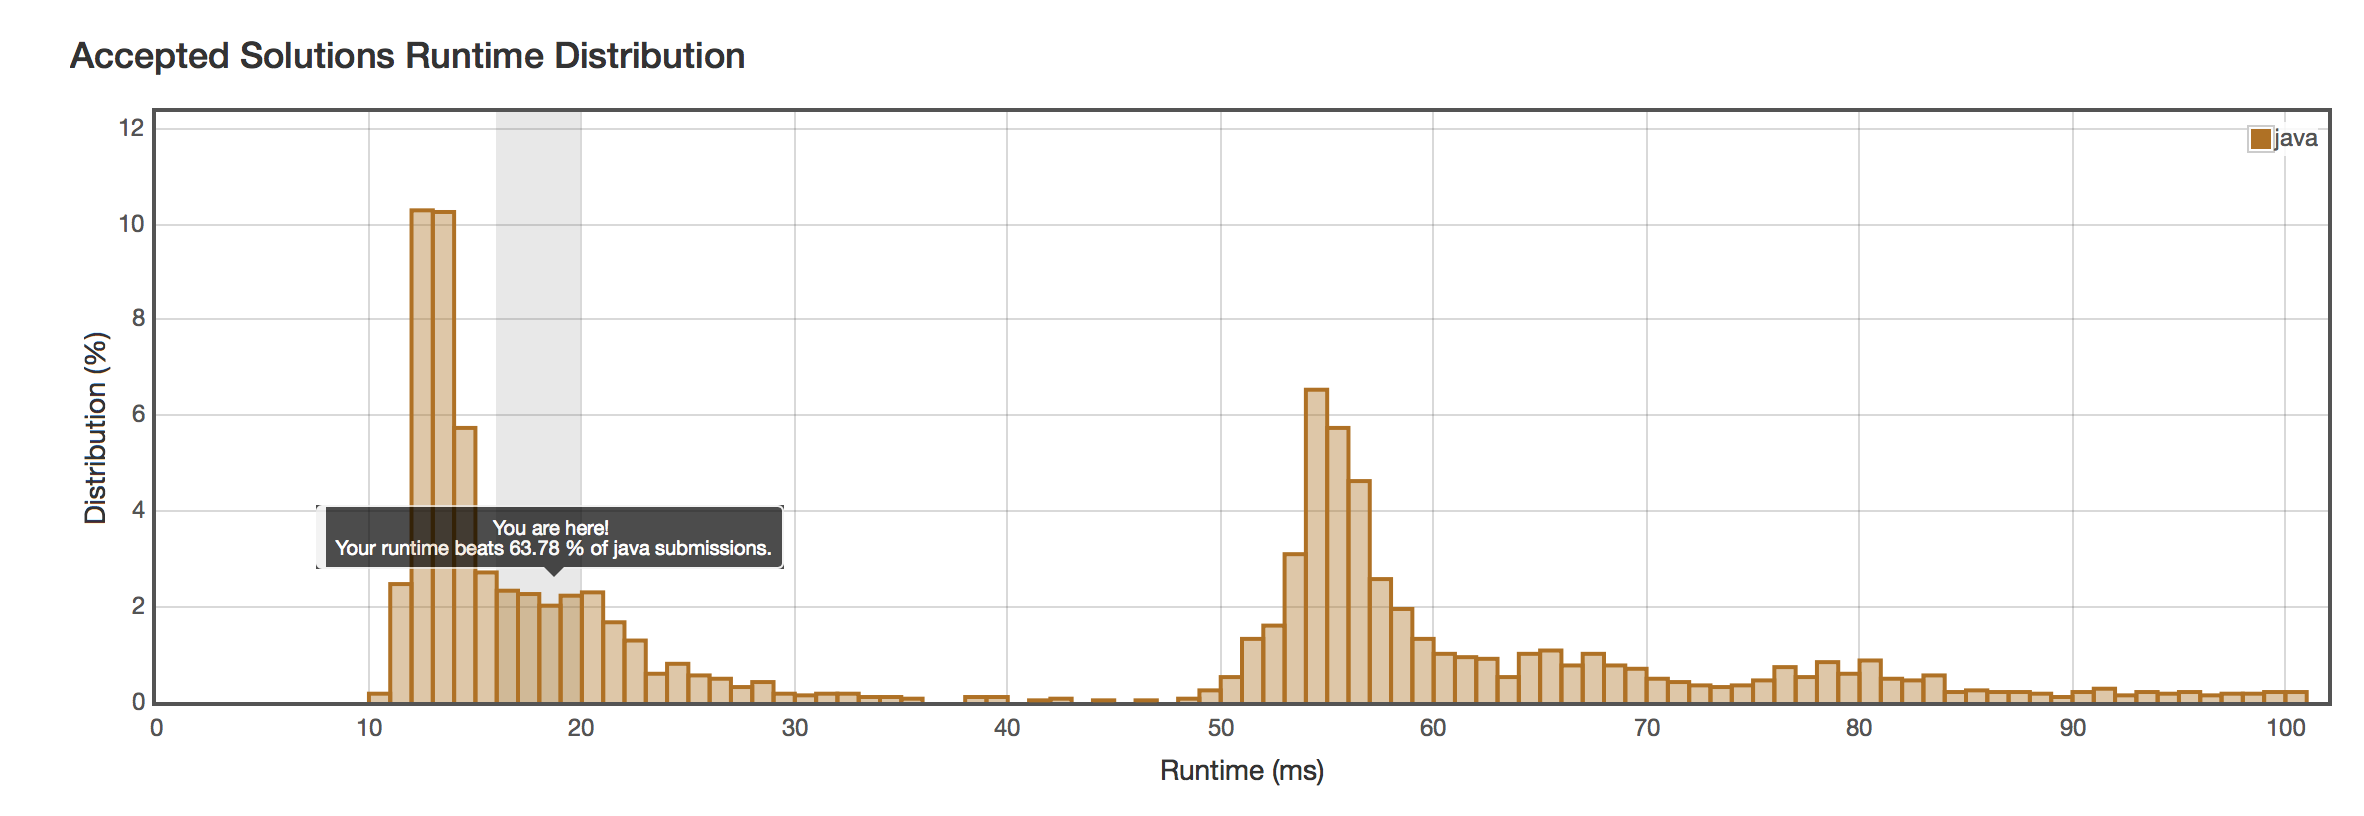 Accepted Solutions Runtime Distribution
12
java
10
8
6
4
2
0
Distribution (%)
You are here!
Your runtime beats 63.78 % of java submissions.
0 10 20 30 40 50 60 70 80 90 100
Runtime (ms)